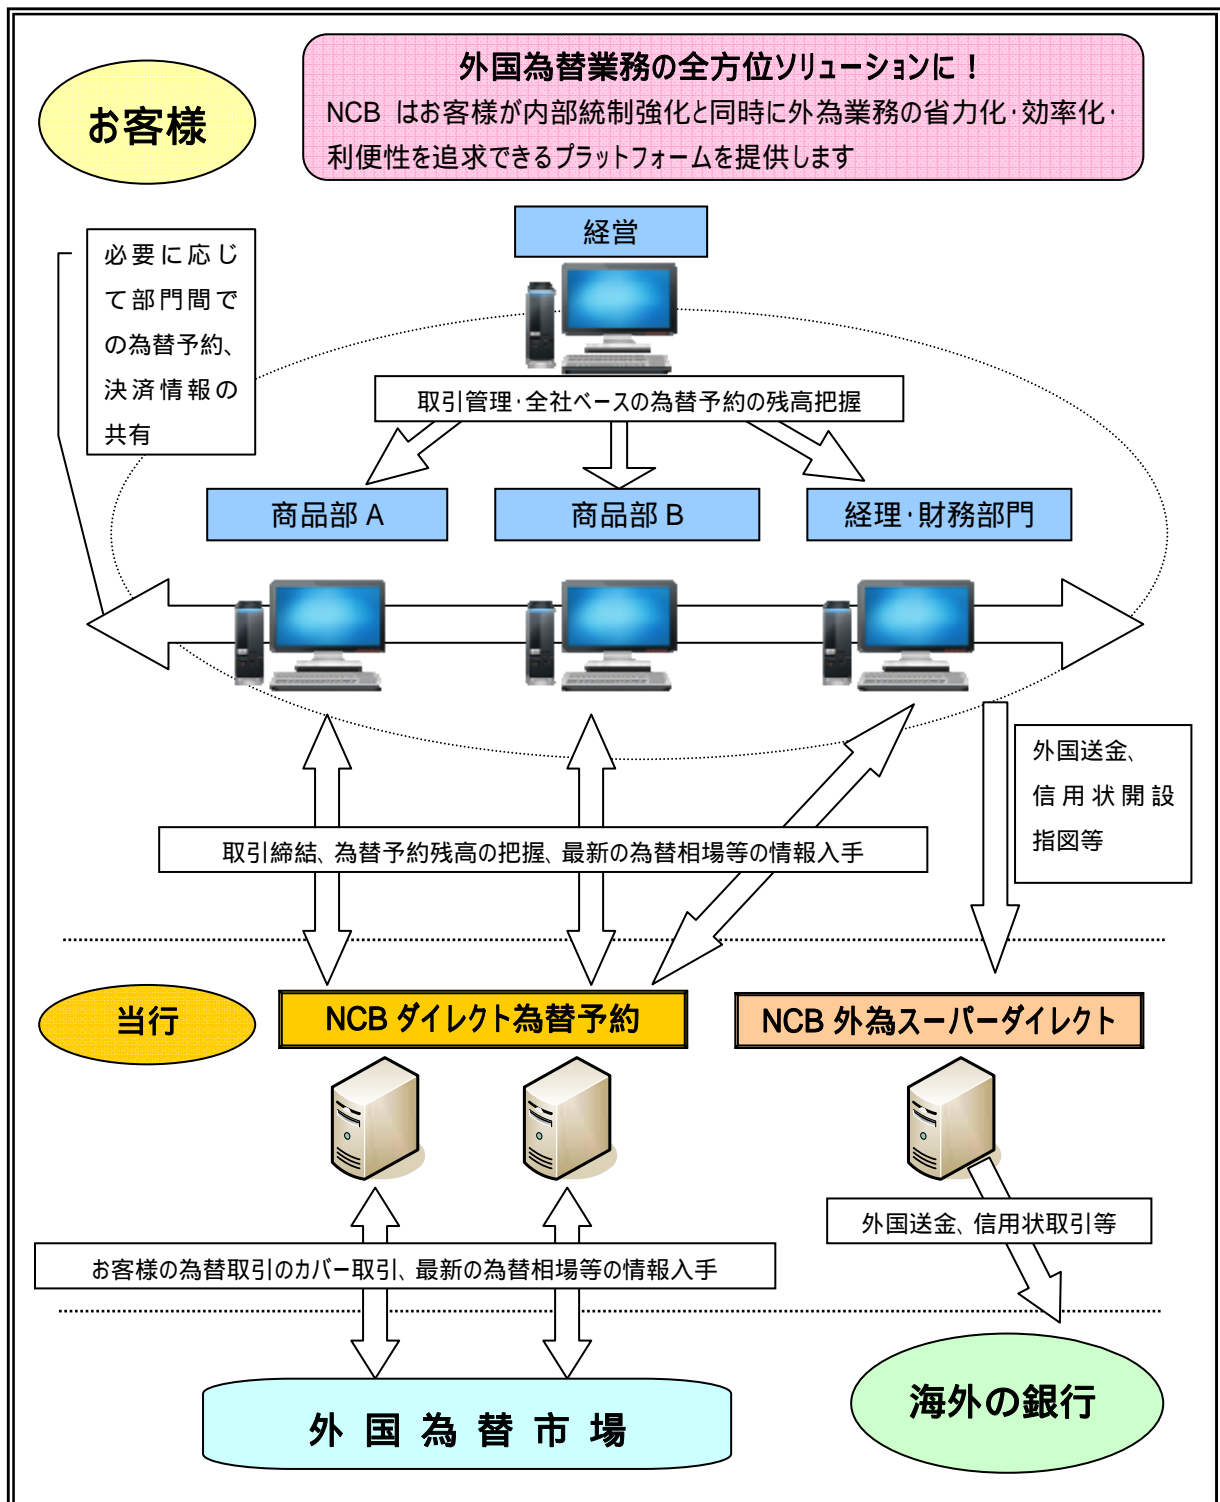 お客様
外国為替業務の全方位ソリューションに！
NCB はお客様が内部統制強化と同時に外為業務の省力化・効率化・
利便性を追求できるプラットフォームを提供します
経営
必要に応じ
て部門間で
の為替予約、
決済情報の
共有
取引管理・全社ベースの為替予約の残高把握
商品部 A
商品部 B
経理・財務部門
外国送金、
信用状開設
指図等
取引締結、為替予約残高の把握、最新の為替相場等の情報入手
当行
NCB ダイレクト為替予約
NCB 外為スーパーダイレクト
外国送金、信用状取引等
お客様の為替取引のカバー取引、最新の為替相場等の情報入手
外国為替市場
海外の銀行